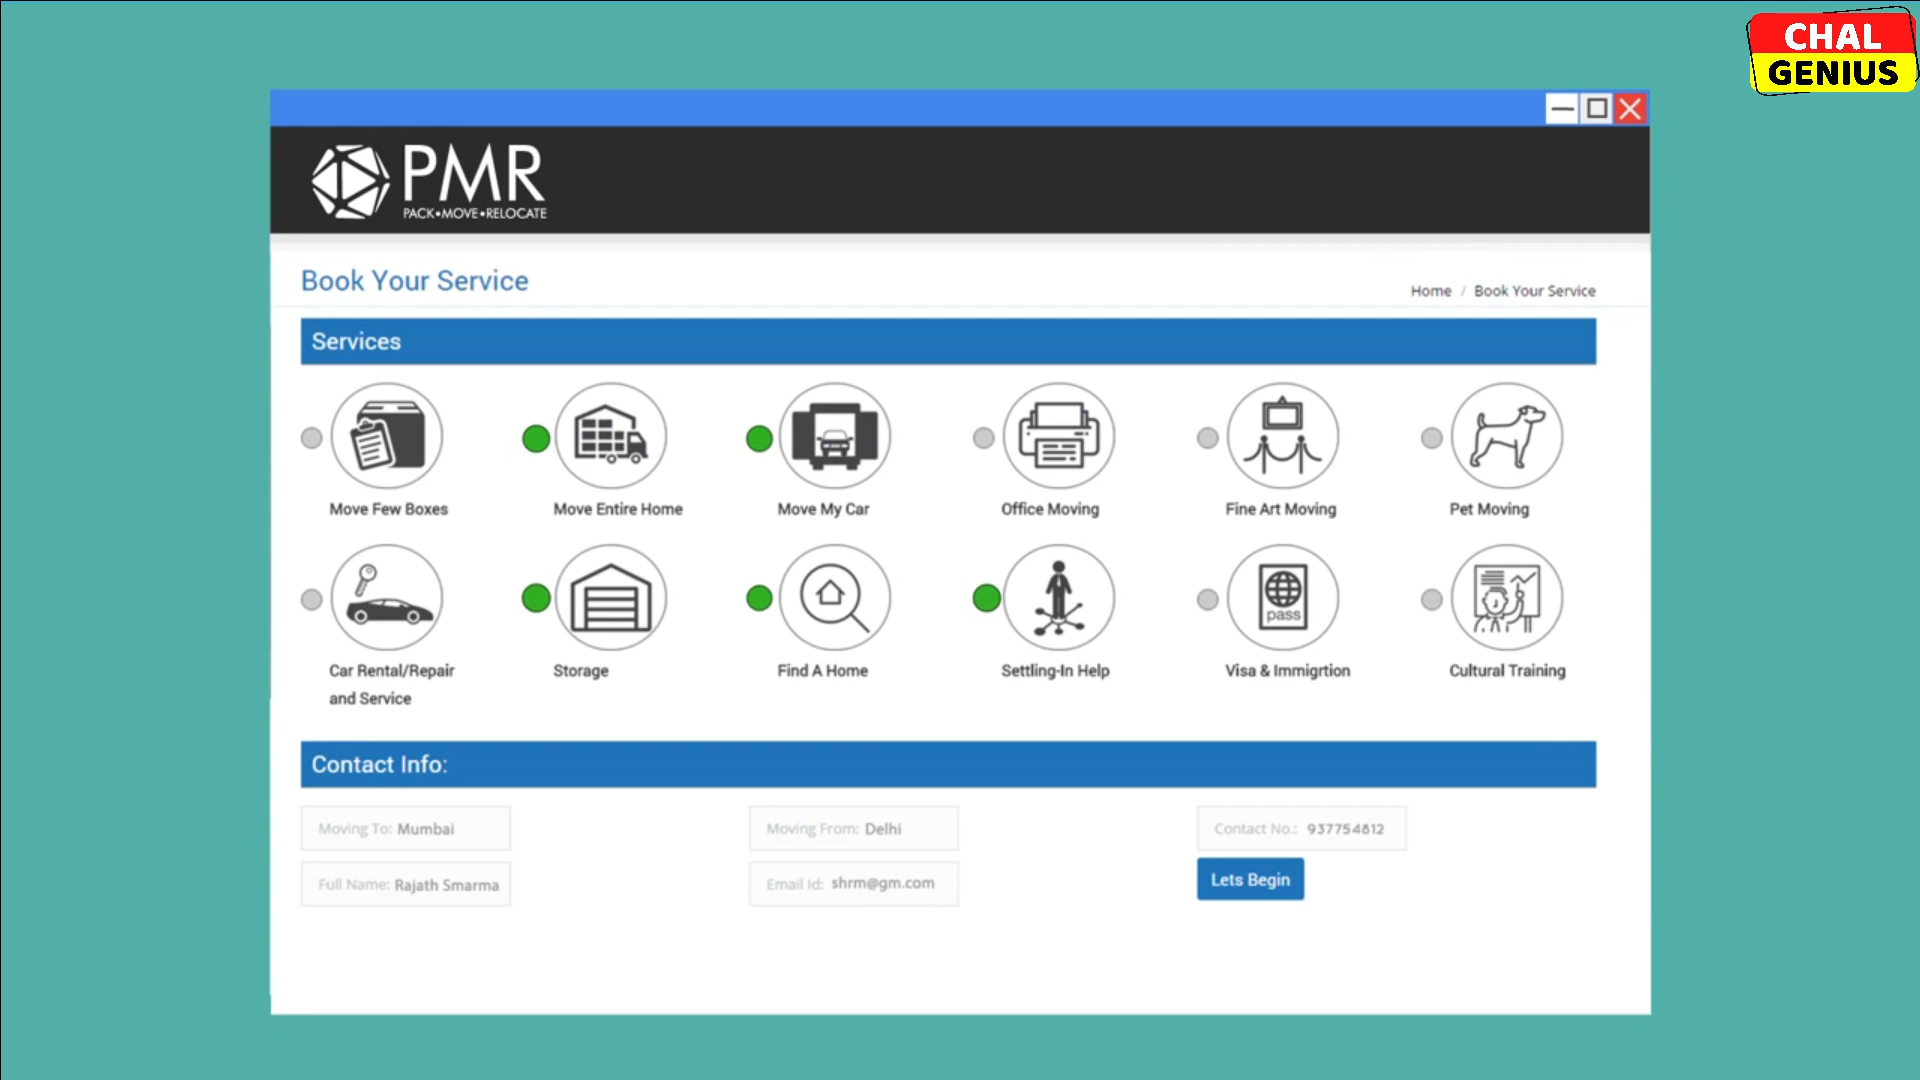 CHAL
GENIUS
PMR
PACK•MOVE•RELOCATE
Book Your Service
Home / Book Your Service
Services
Move Few Boxes
Move Entire Home
Move My Car
Office Moving
Fine Art Moving
Pet Moving
pass
Car Rental/Repair
and Service
Storage
Find A Home
Settling-In Help
Visa & Immigrtion
Cultural Training
Contact Info:
Moving To: Mumbai
Moving From: Delhi
Contact No.: 937754812
Full Name: Rajath Smarma
Email Id: shrm@gm.com
Lets Begin